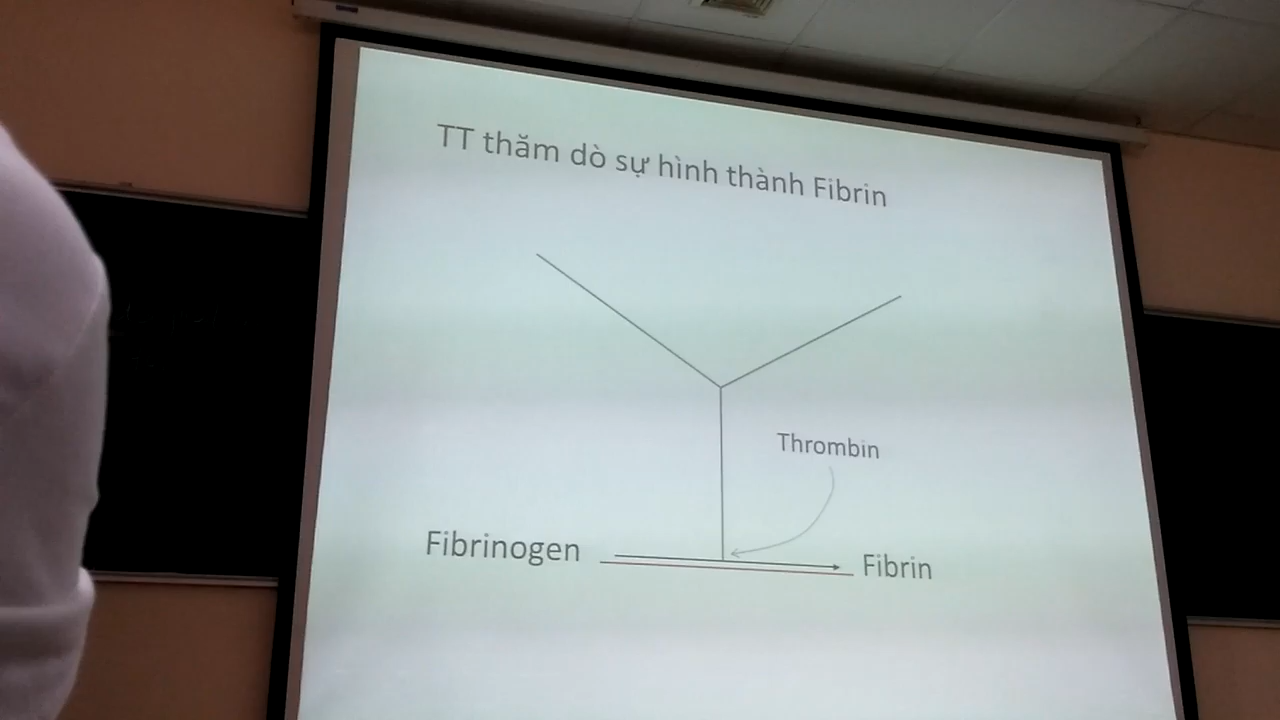 TT thăm dò sự hình thành Fibrin
Thrombin
Fibrinogen
Fibrin